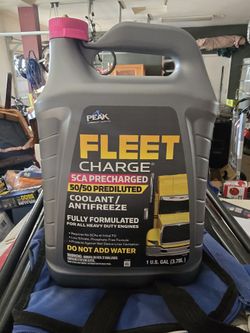 PEAK
FLEET
CHARGE
SCA PRECHARGED
50/50 PREDILUTED
COOLANT/
ANTIFREEZE
FULLY FORMULATED
FOR ALL HEAVY DUTY ENGINES
DO NOT ADD WATER
1 U.S. GAL (3.78L)